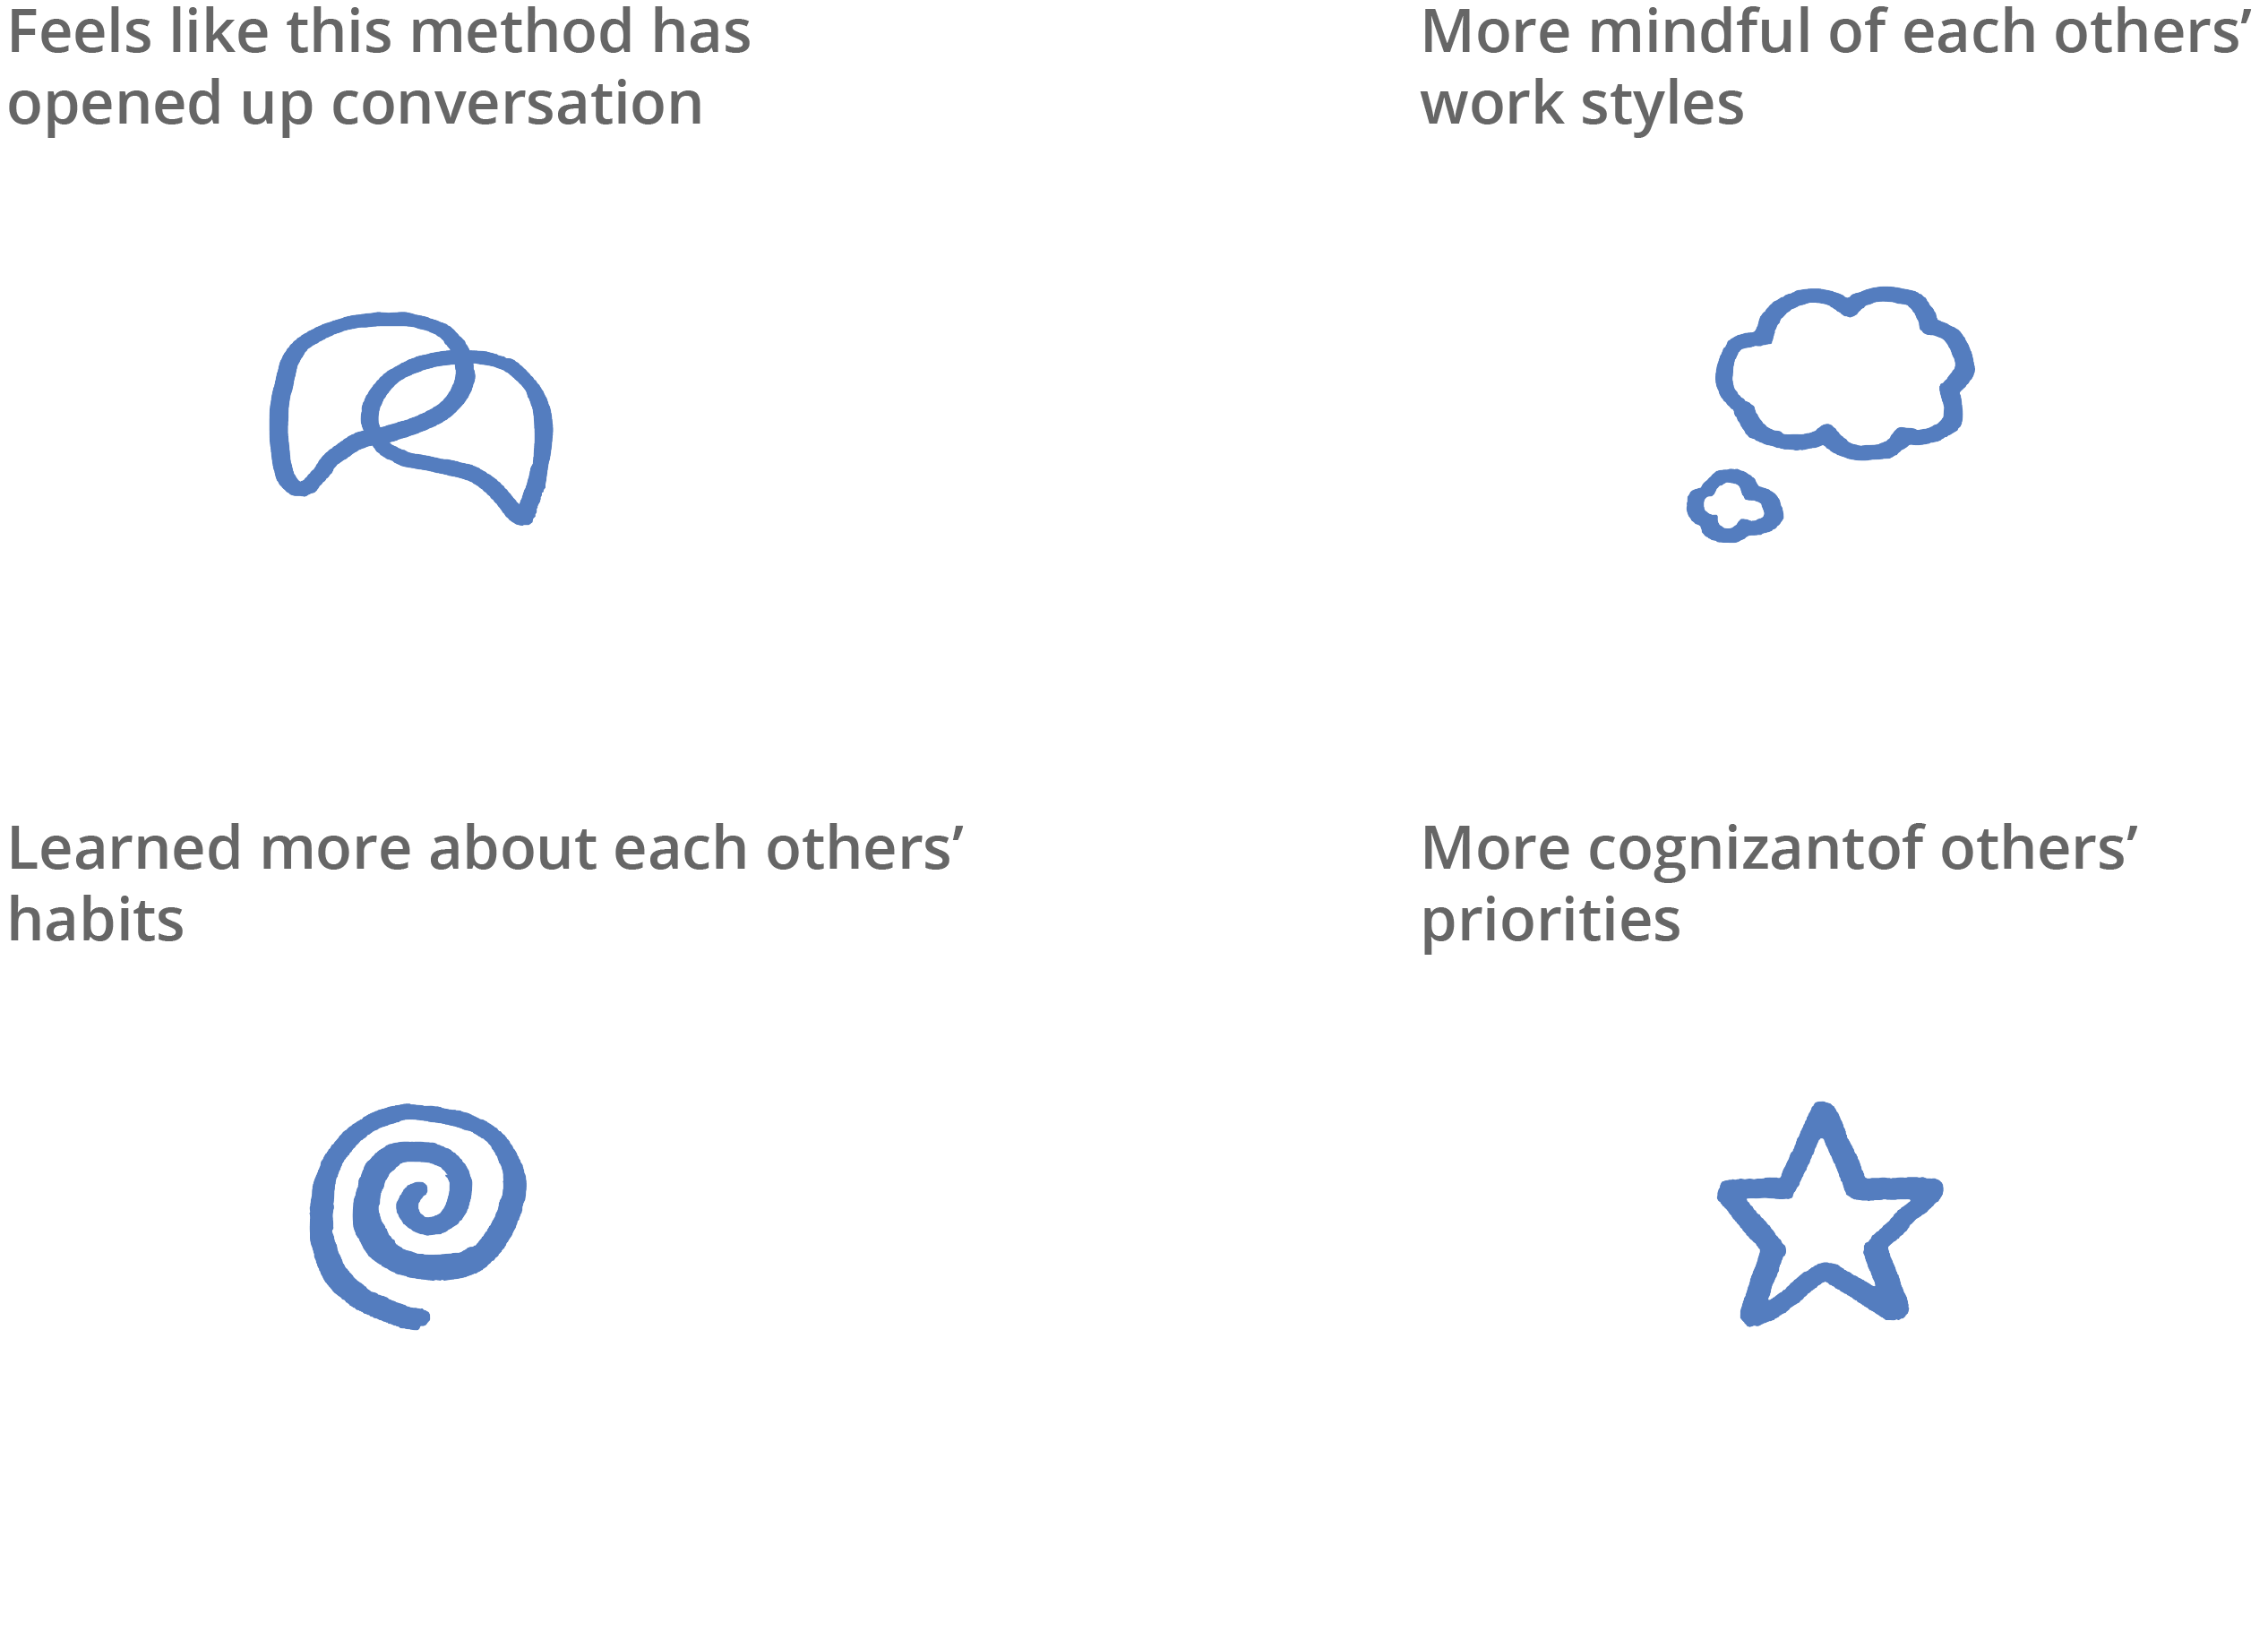 Feels like this method has
opened up conversation
More mindful of each others’
work styles
Learned more about each others’
habits
More cognizantof others’
priorities